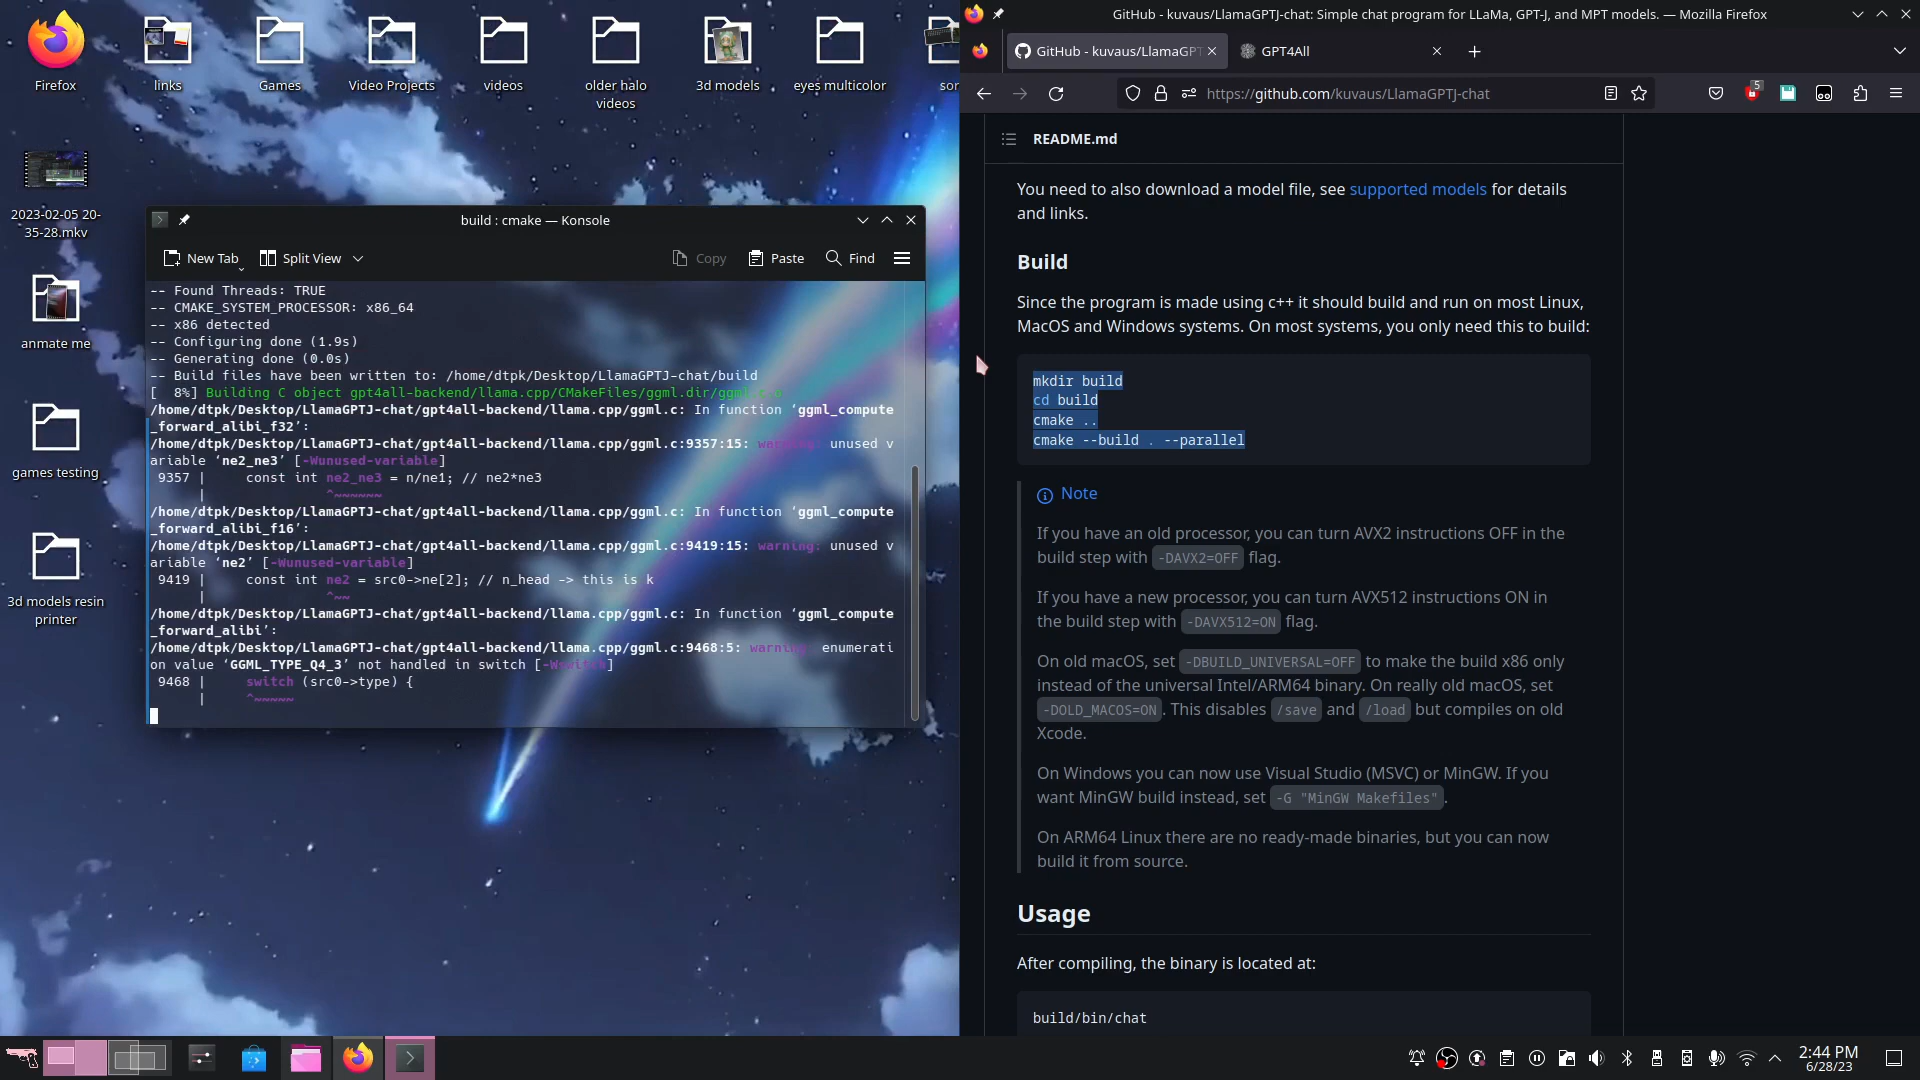 Firefox
links
Games
Video Projects
videos
older halo
videos
3d models
eyes multicolor
sor
2023-02-05 20-
35-28.mkv
anmate me
games testing
3d models resin
printer
build : cmake — Konsole
New Tab
Split View
Copy
Paste
Find
-- Found Threads: TRUE
-- CMAKE_SYSTEM_PROCESSOR: x86_64
-- x86 detected
-- Configuring done (1.9s)
-- Generating done (0.0s)
-- Build files have been written to: /home/dtpk/Desktop/LlamaGPTJ-chat/build
[  8%] Building C object gpt4all-backend/llama.cpp/CMakeFiles/ggml.dir/ggml.c.o
/home/dtpk/Desktop/LlamaGPTJ-chat/gpt4all-backend/llama.cpp/ggml.c: In function ‘ggml_compute
_forward_alibi_f32’:
/home/dtpk/Desktop/LlamaGPTJ-chat/gpt4all-backend/llama.cpp/ggml.c:9357:15: warning: unused v
ariable ‘ne2_ne3’ [-Wunused-variable]
9357 |     const int ne2_ne3 = n/ne1; // ne2*ne3
|               ^~~~~~~
/home/dtpk/Desktop/LlamaGPTJ-chat/gpt4all-backend/llama.cpp/ggml.c: In function ‘ggml_compute
_forward_alibi_f16’:
/home/dtpk/Desktop/LlamaGPTJ-chat/gpt4all-backend/llama.cpp/ggml.c:9419:15: warning: unused v
ariable ‘ne2’ [-Wunused-variable]
9419 |     const int ne2 = src0->ne[2]; // n_head -> this is k
|               ^~~
/home/dtpk/Desktop/LlamaGPTJ-chat/gpt4all-backend/llama.cpp/ggml.c: In function ‘ggml_compute
_forward_alibi’:
/home/dtpk/Desktop/LlamaGPTJ-chat/gpt4all-backend/llama.cpp/ggml.c:9468:5: warning: enumerati
on value ‘GGML_TYPE_Q4_3’ not handled in switch [-Wswitch]
9468 |     switch (src0->type) {
|     ^~~~~~
GitHub - kuvaus/LlamaGPTJ-chat: Simple chat program for LLaMa, GPT-J, and MPT models. — Mozilla Firefox
GitHub - kuvaus/LlamaGPT
GPT4All
https://github.com/kuvaus/LlamaGPTJ-chat
5
README.md
You need to also download a model file, see supported models for details
and links.
Build
Since the program is made using c++ it should build and run on most Linux,
MacOS and Windows systems. On most systems, you only need this to build:
mkdir build
cd build
cmake ..
cmake --build . --parallel
Note
If you have an old processor, you can turn AVX2 instructions OFF in the
build step with -DAVX2=OFF flag.
If you have a new processor, you can turn AVX512 instructions ON in
the build step with -DAVX512=ON flag.
On old macOS, set -DBUILD_UNIVERSAL=OFF to make the build x86 only
instead of the universal Intel/ARM64 binary. On really old macOS, set
-DOLD_MACOS=ON. This disables /save and /load but compiles on old
Xcode.
On Windows you can now use Visual Studio (MSVC) or MinGW. If you
want MinGW build instead, set -G "MinGW Makefiles".
On ARM64 Linux there are no ready-made binaries, but you can now
build it from source.
Usage
After compiling, the binary is located at:
build/bin/chat
2:44 PM
6/28/23